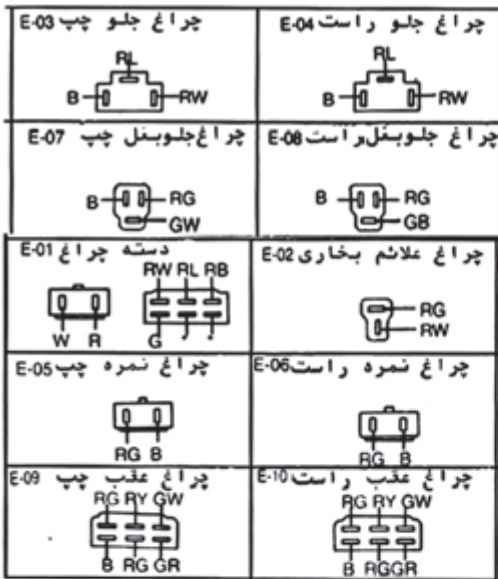 چراغ جلو راست E-04
RL
B RW
چراغ جلو چپ E-03
RL
B RW
چراغ جلوبغل راست E-08
B RG
GB
چراغ جلوبغل چپ E-07
B RG
GW
چراغ علائم بخاری E-02
RG
RW
دسته چراغ E-01
RW RL RB
W R G * *
چراغ نمره راست E-06
RG B
چراغ نمره چپ E-05
RG B
چراغ عقب راست E-10
RG RY GW
B RG GR
چراغ عقب چپ E-09
RG RY GW
B RG GR